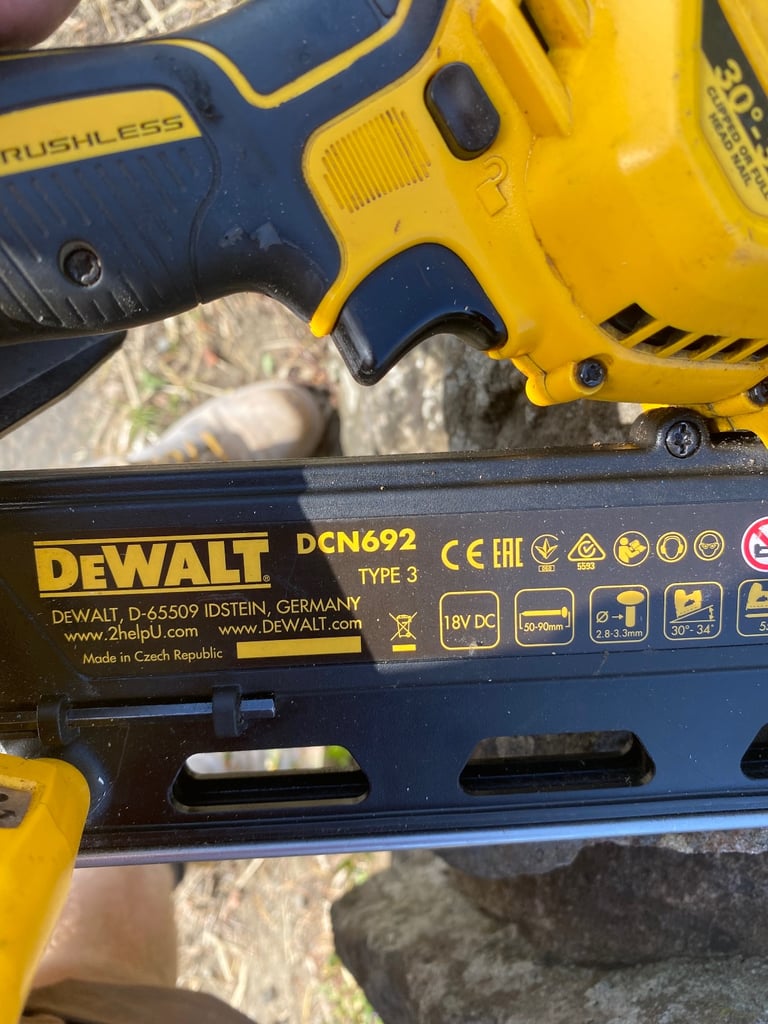 RUSHLESS
30°-
CLIPPED OR FULL
HEAD NAIL
DEWALT
DCN692
TYPE 3
CE EAC
5593
DEWALT, D-65509 IDSTEIN, GERMANY
www.2helpU.com www.DEWALT.com
Made in Czech Republic
18V DC
50-90mm
Ø
2.8-3.3mm
30°- 34°